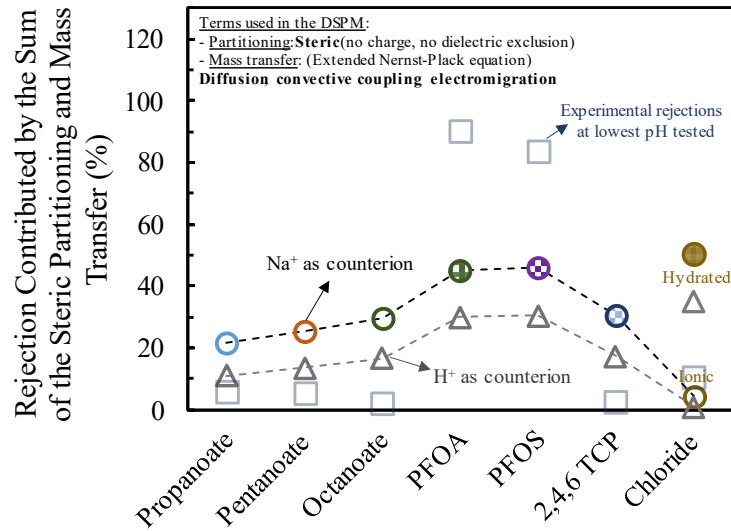 Rejection Contributed by the Sum
of the Steric Partitioning and Mass
Transfer (%)
120
100
80
60
40
20
0
Terms used in the DSPM:
- Partitioning:Steric(no charge, no dielectric exclusion)
- Mass transfer: (Extended Nernst-Plack equation)
Diffusion, convective coupling electromigration
Experimental rejections
at lowest pH tested
Na⁺ as counterion
Hydrated
H⁺ as counterion
Ionic
Propanoate
Pentanoate
Octanoate
PFOA
PFOS
2,4,6 TCP
Chloride